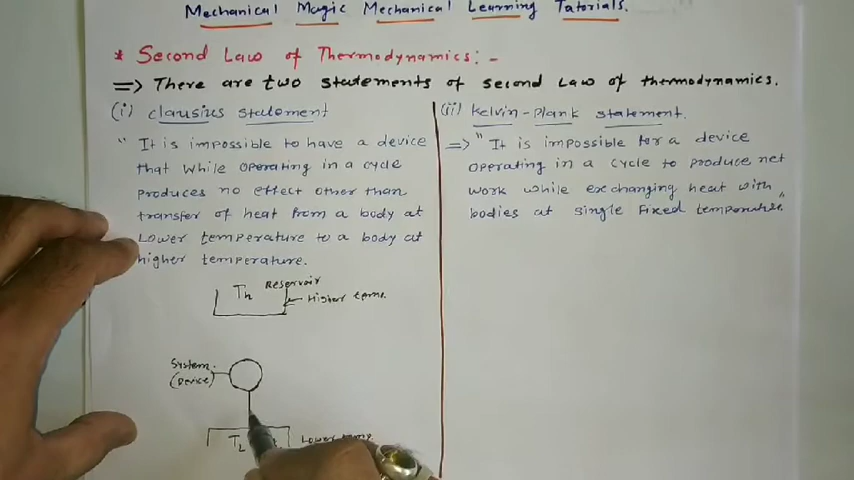 Mechanical Magic Mechanical Learning Tutorials.
* Second Law of Thermodynamics:-
=> There are two statements of second Law of thermodynamics.
(i) clausius statement
" It is impossible to have a device
that while operating in a cycle
produces no effect other than
transfer of heat from a body at
Lower temperature to a body at
higher temperature.
Th Reservoir
Higher temp.
System.
(Device)
TL
Lower temp.
(ii) Kelvin-Plank statement.
=> "It is impossible for a device
operating in a cycle to produce net
work while exchanging heat with
bodies at single Fixed temperature."